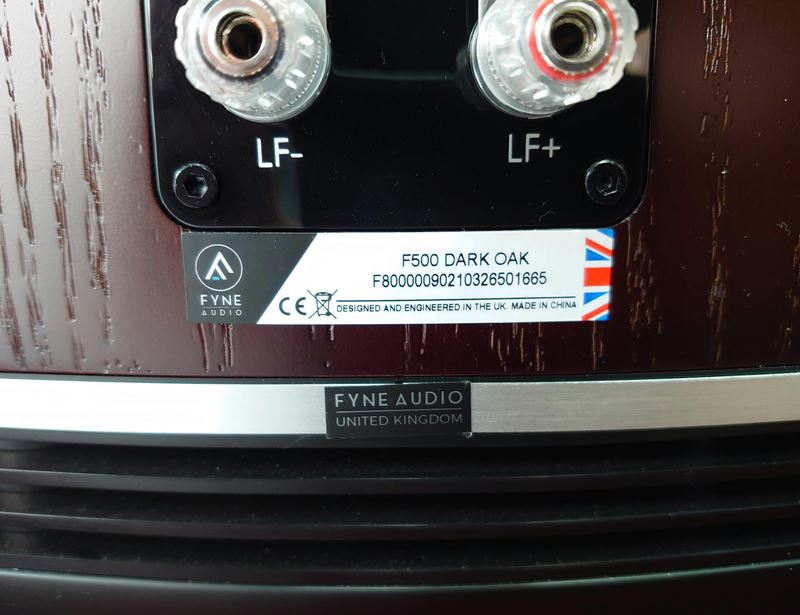 LF-
LF+
F500 DARK OAK
F80000090210326501665
FYNE
AUDIO
CE
DESIGNED AND ENGINEERED IN THE UK. MADE IN CHINA
FYNE AUDIO
UNITED KINGDOM